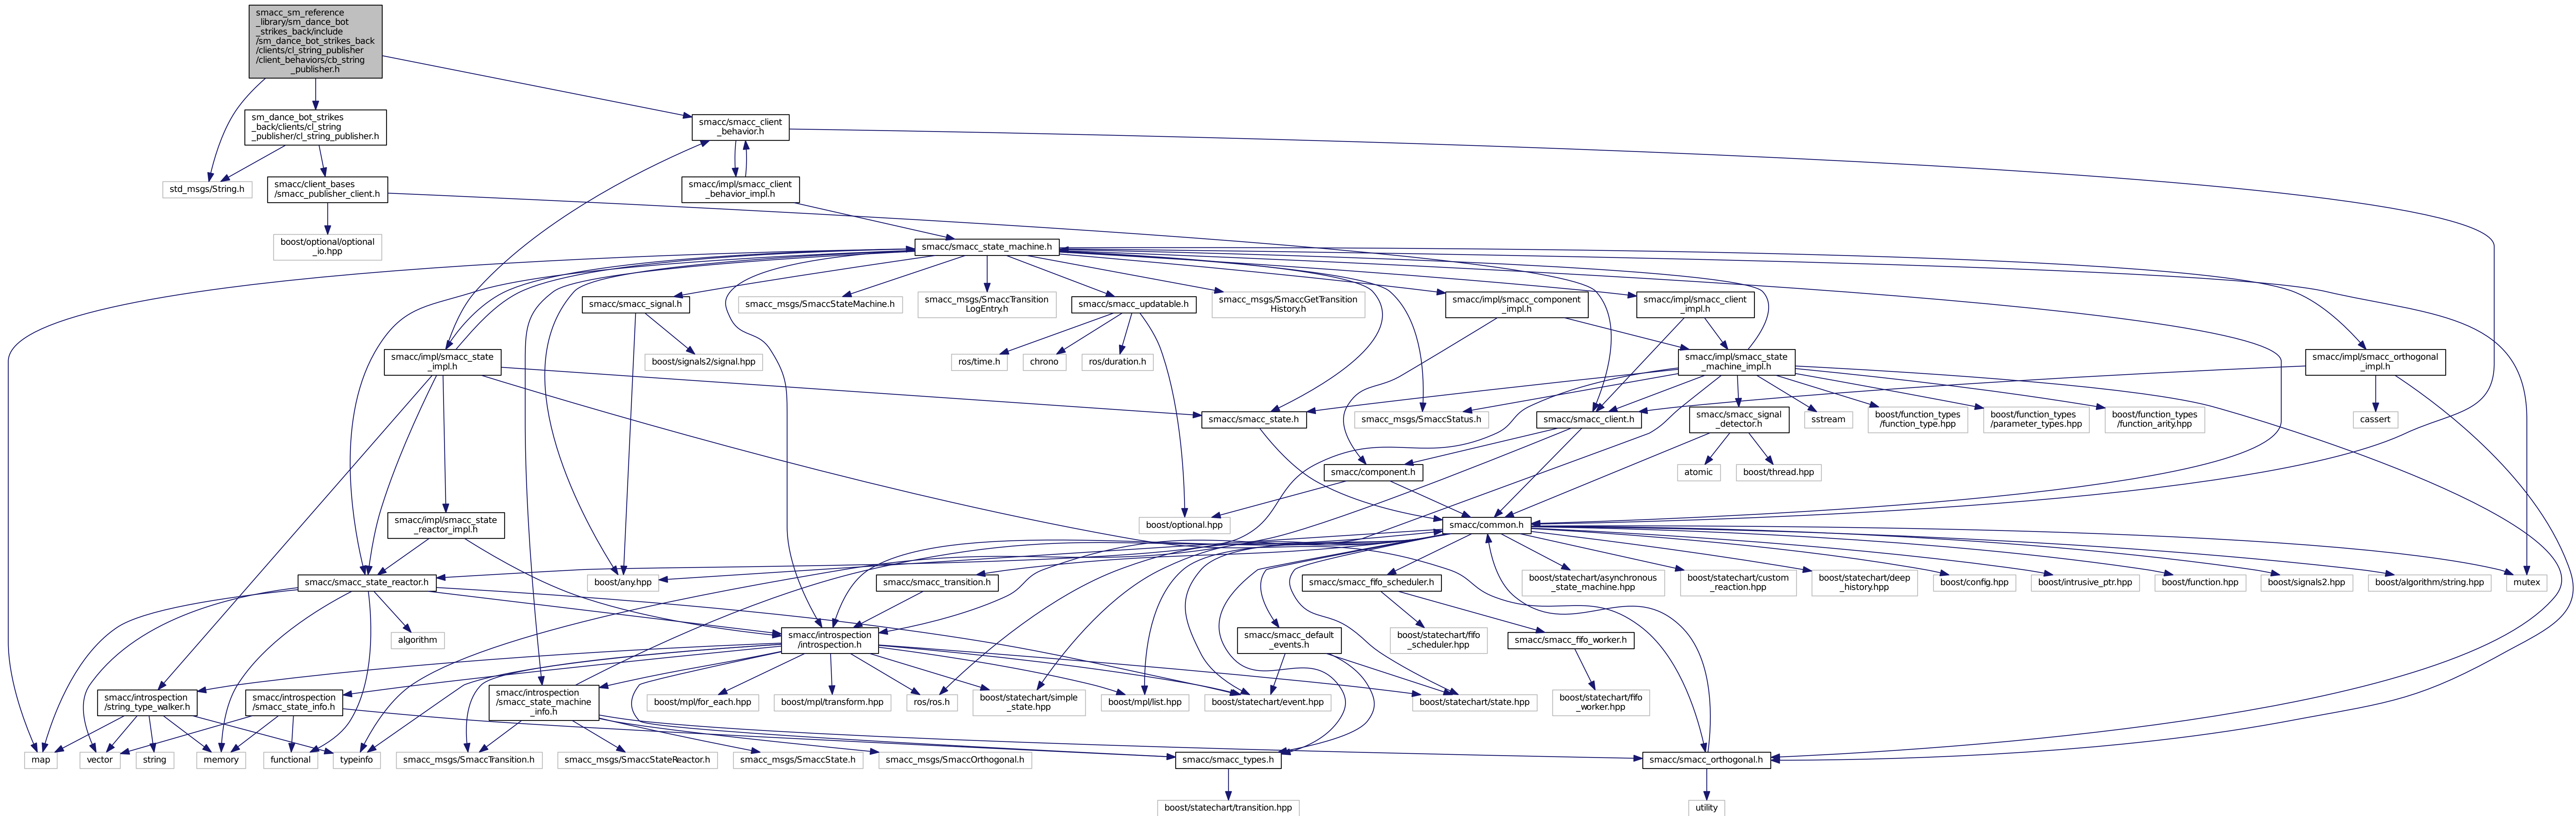 smacc_sm_reference
_library/sm_dance_bot
_strikes_back/include
/sm_dance_bot_strikes_back
/clients/cl_string_publisher
/client_behaviors/cb_string
_publisher.h
sm_dance_bot_strikes
_back/clients/cl_string
_publisher/cl_string_publisher.h
smacc/smacc_client
_behavior.h
std_msgs/String.h
smacc/client_bases
/smacc_publisher_client.h
smacc/impl/smacc_client
_behavior_impl.h
boost/optional/optional
_io.hpp
smacc/smacc_state_machine.h
smacc/smacc_signal.h
smacc_msgs/SmaccStateMachine.h
smacc_msgs/SmaccTransition
LogEntry.h
smacc/smacc_updatable.h
smacc_msgs/SmaccGetTransition
History.h
smacc/impl/smacc_component
_impl.h
smacc/impl/smacc_client
_impl.h
smacc/impl/smacc_state
_impl.h
boost/signals2/signal.hpp
ros/time.h
chrono
ros/duration.h
smacc/impl/smacc_state
_machine_impl.h
smacc/impl/smacc_orthogonal
_impl.h
smacc/smacc_state.h
smacc_msgs/SmaccStatus.h
smacc/smacc_client.h
smacc/smacc_signal
_detector.h
sstream
boost/function_types
/function_type.hpp
boost/function_types
/parameter_types.hpp
boost/function_types
/function_arity.hpp
cassert
smacc/component.h
atomic
boost/thread.hpp
smacc/impl/smacc_state
_reactor_impl.h
boost/optional.hpp
smacc/common.h
smacc/smacc_state_reactor.h
boost/any.hpp
smacc/smacc_transition.h
smacc/smacc_fifo_scheduler.h
boost/statechart/asynchronous
_state_machine.hpp
boost/statechart/custom
_reaction.hpp
boost/statechart/deep
_history.hpp
boost/config.hpp
boost/intrusive_ptr.hpp
boost/function.hpp
boost/signals2.hpp
boost/algorithm/string.hpp
mutex
algorithm
smacc/introspection
/introspection.h
smacc/smacc_default
_events.h
boost/statechart/fifo
_scheduler.hpp
smacc/smacc_fifo_worker.h
smacc/introspection
/string_type_walker.h
smacc/introspection
/smacc_state_info.h
smacc/introspection
/smacc_state_machine
_info.h
boost/mpl/for_each.hpp
boost/mpl/transform.hpp
ros/ros.h
boost/statechart/simple
_state.hpp
boost/mpl/list.hpp
boost/statechart/event.hpp
boost/statechart/state.hpp
boost/statechart/fifo
_worker.hpp
map
vector
string
memory
functional
typeinfo
smacc_msgs/SmaccTransition.h
smacc_msgs/SmaccStateReactor.h
smacc_msgs/SmaccState.h
smacc_msgs/SmaccOrthogonal.h
smacc/smacc_types.h
smacc/smacc_orthogonal.h
boost/statechart/transition.hpp
utility